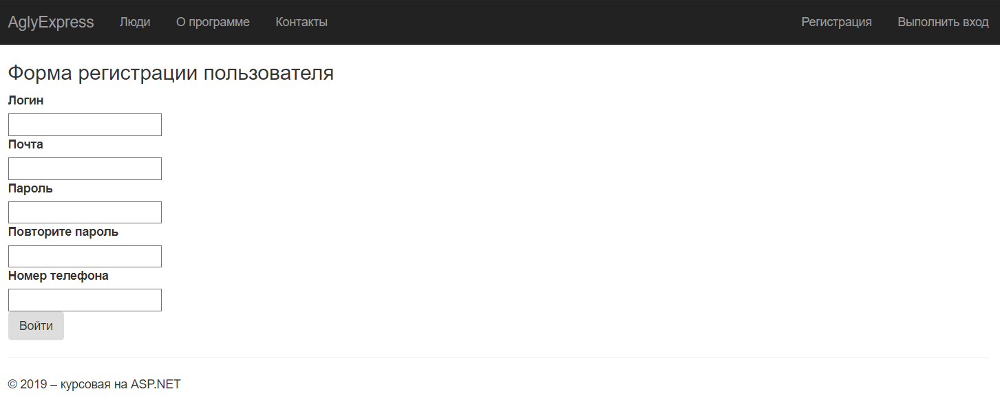 AglyExpress Люди О программе Контакты Регистрация Выполнить вход
Форма регистрации пользователя
Логин
Почта
Пароль
Повторите пароль
Номер телефона
Войти
© 2019 – курсовая на ASP.NET